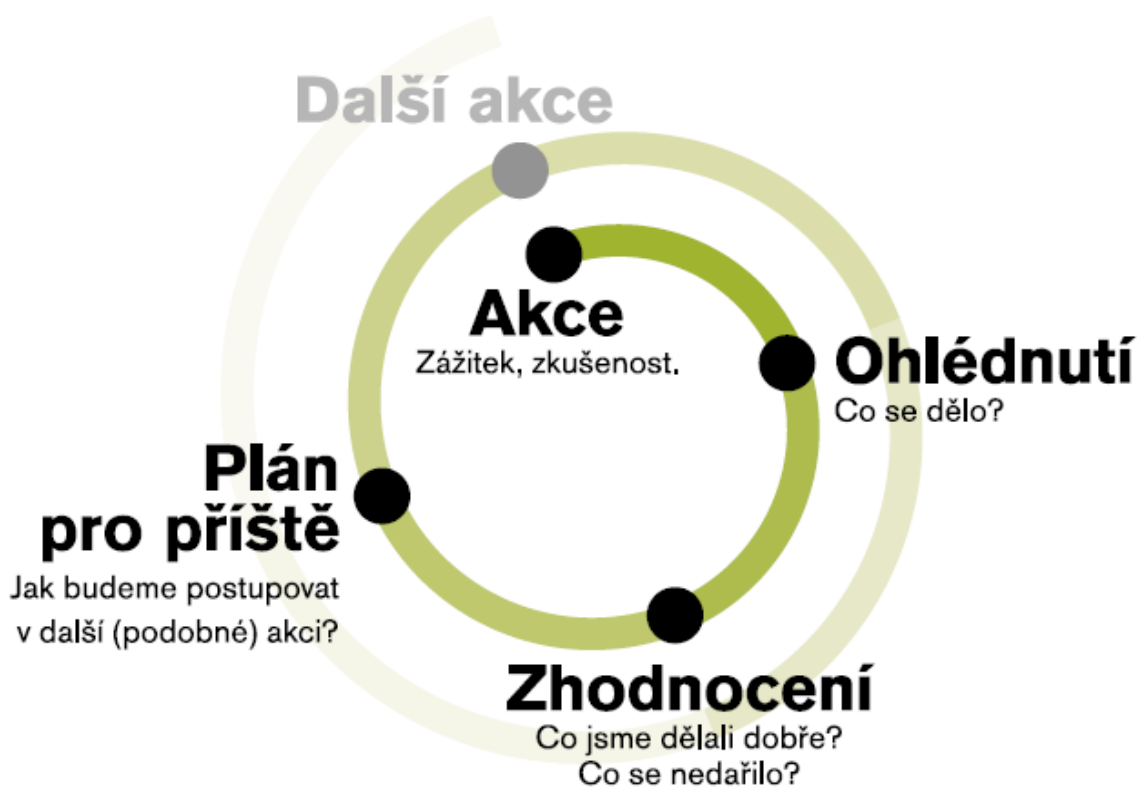 Další akce
Akce
Zážitek, zkušenost.
Ohlédnutí
Co se dělo?
Zhodnocení
Co jsme dělali dobře?
Co se nedařilo?
Plán
pro příště
Jak budeme postupovat
v další (podobné) akci?